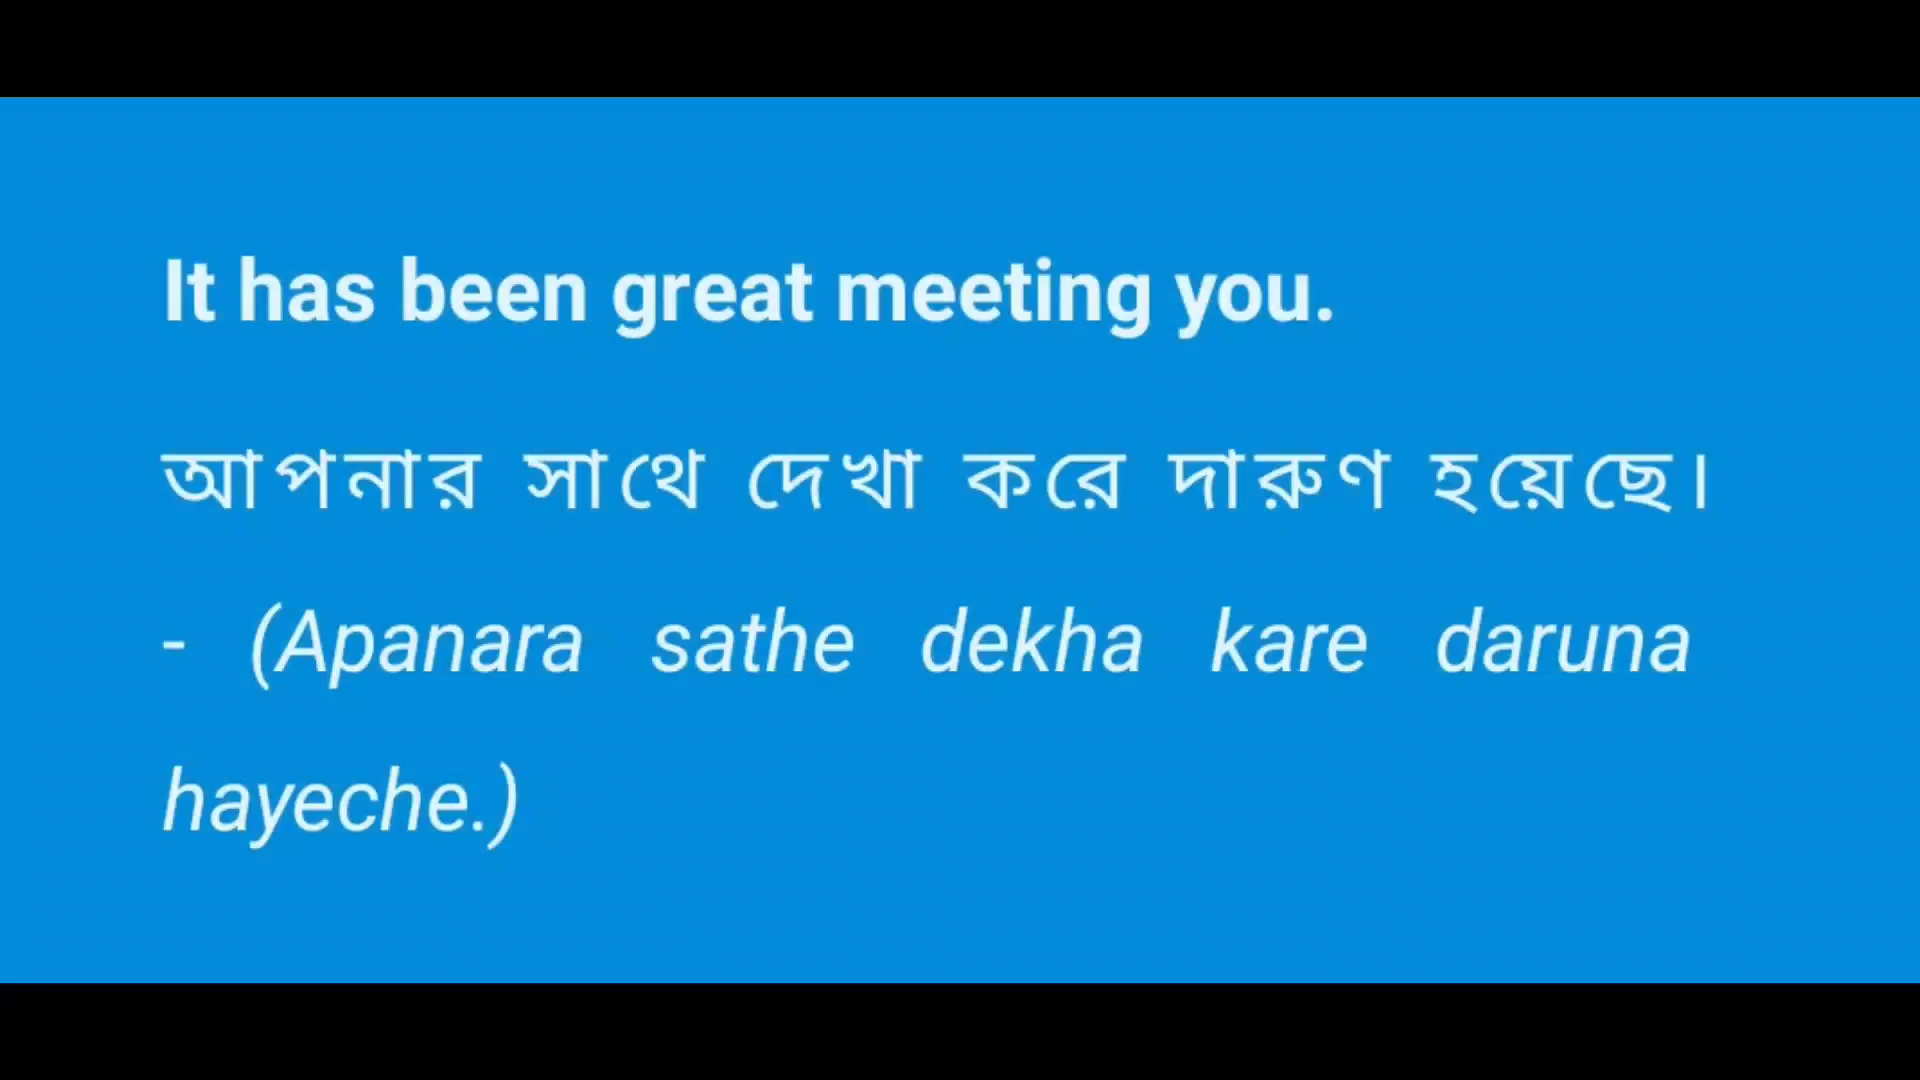 It has been great meeting you.
আপনার সাথে দেখা করে দারুণ হয়েছে।
- (Apanara sathe dekha kare daruna
hayeche.)